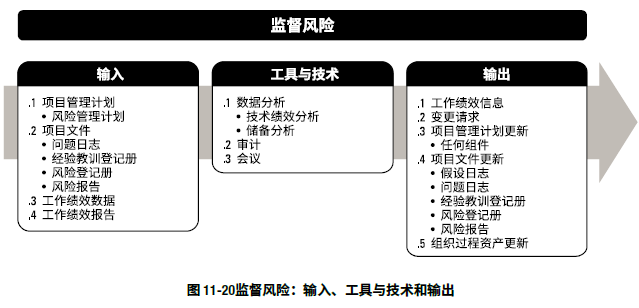 监督风险
输入
.1 项目管理计划
• 风险管理计划
.2 项目文件
• 问题日志
• 经验教训登记册
• 风险登记册
• 风险报告
.3 工作绩效数据
.4 工作绩效报告
工具与技术
.1 数据分析
• 技术绩效分析
• 储备分析
.2 审计
.3 会议
输出
.1 工作绩效信息
.2 变更请求
.3 项目管理计划更新
• 任何组件
.4 项目文件更新
• 假设日志
• 问题日志
• 经验教训登记册
• 风险登记册
• 风险报告
.5 组织过程资产更新
图 11-20监督风险：输入、工具与技术和输出